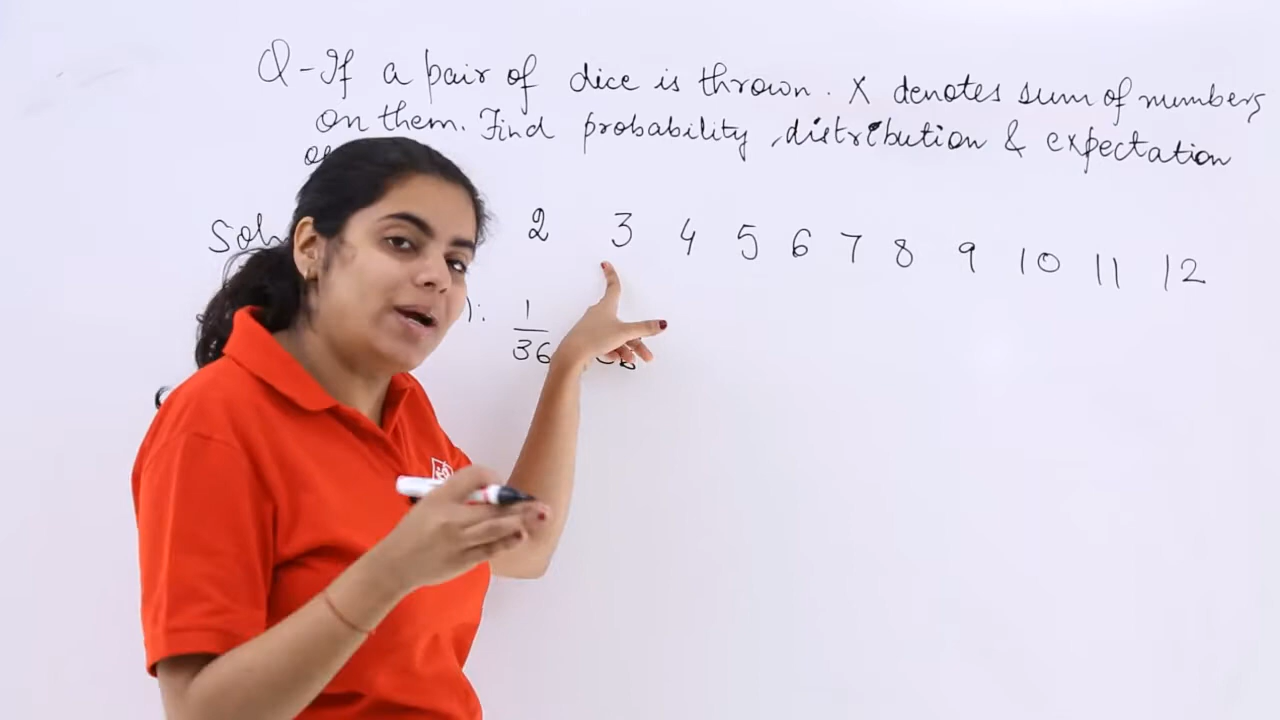 Q-If a pair of dice is thrown. X denotes sum of numbers
on them. Find probability distribution & expectation
Soln
2 3 4 5 6 7 8 9 10 11 12
): 1/36